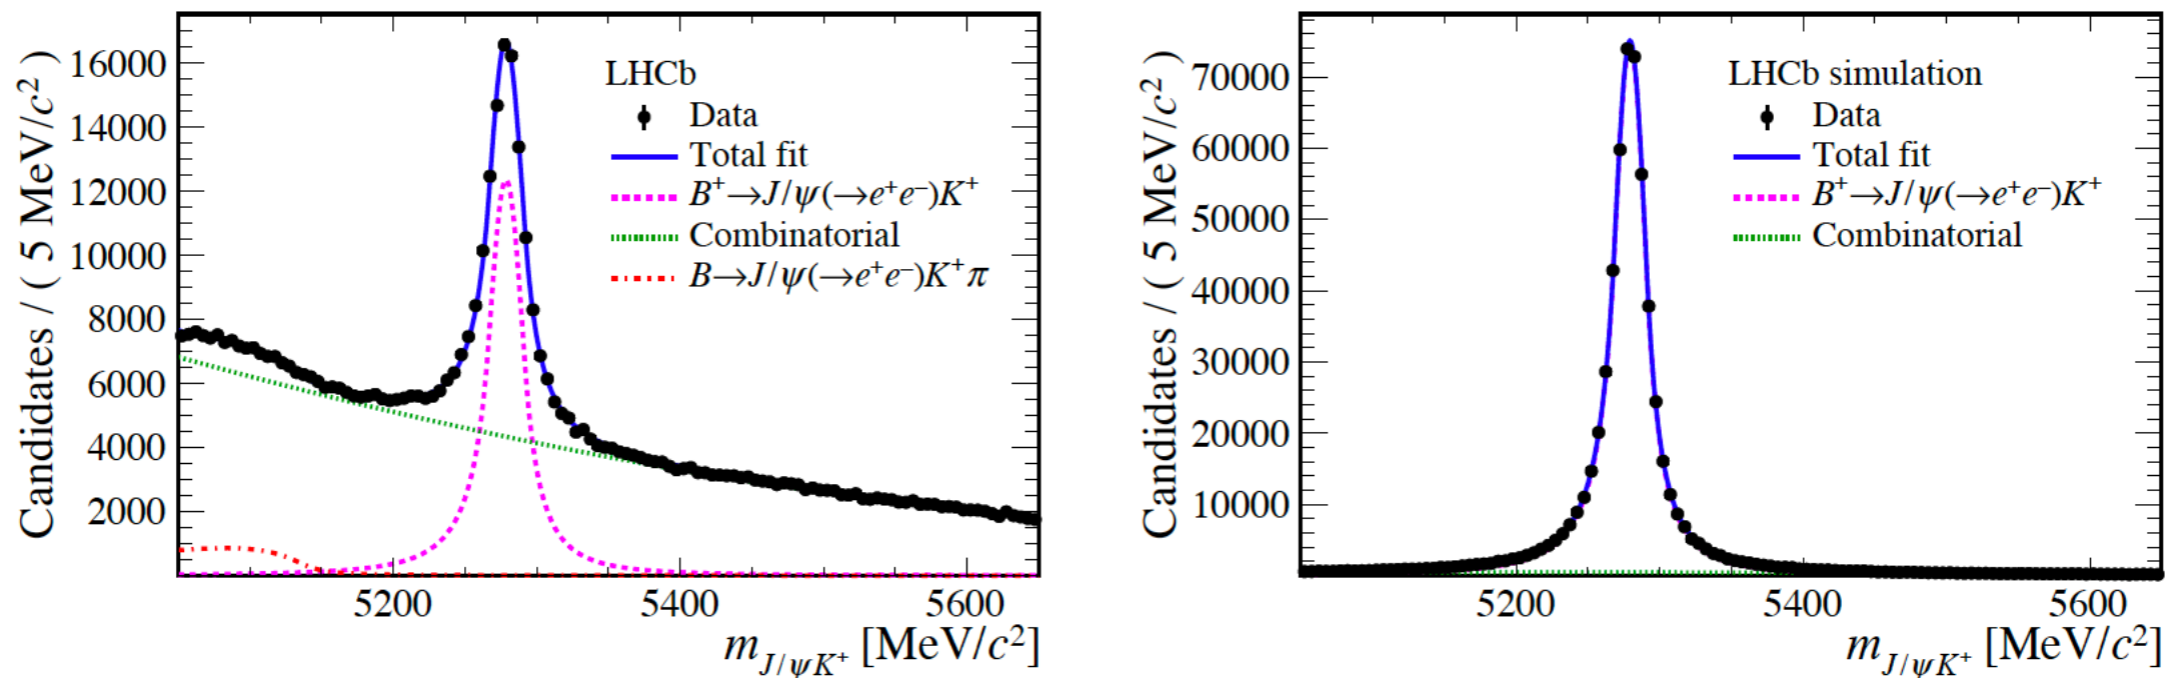 Candidates / ( 5 MeV/c² )
16000
14000
12000
10000
8000
6000
4000
2000
LHCb
Data
Total fit
B⁺→J/ψ(→e⁺e⁻)K⁺
Combinatorial
B→J/ψ(→e⁺e⁻)K⁺π
5200 5400 5600
m_{J/ψK⁺} [MeV/c²]
Candidates / ( 5 MeV/c² )
70000
60000
50000
40000
30000
20000
10000
LHCb simulation
Data
Total fit
B⁺→J/ψ(→e⁺e⁻)K⁺
Combinatorial
5200 5400 5600
m_{J/ψK⁺} [MeV/c²]